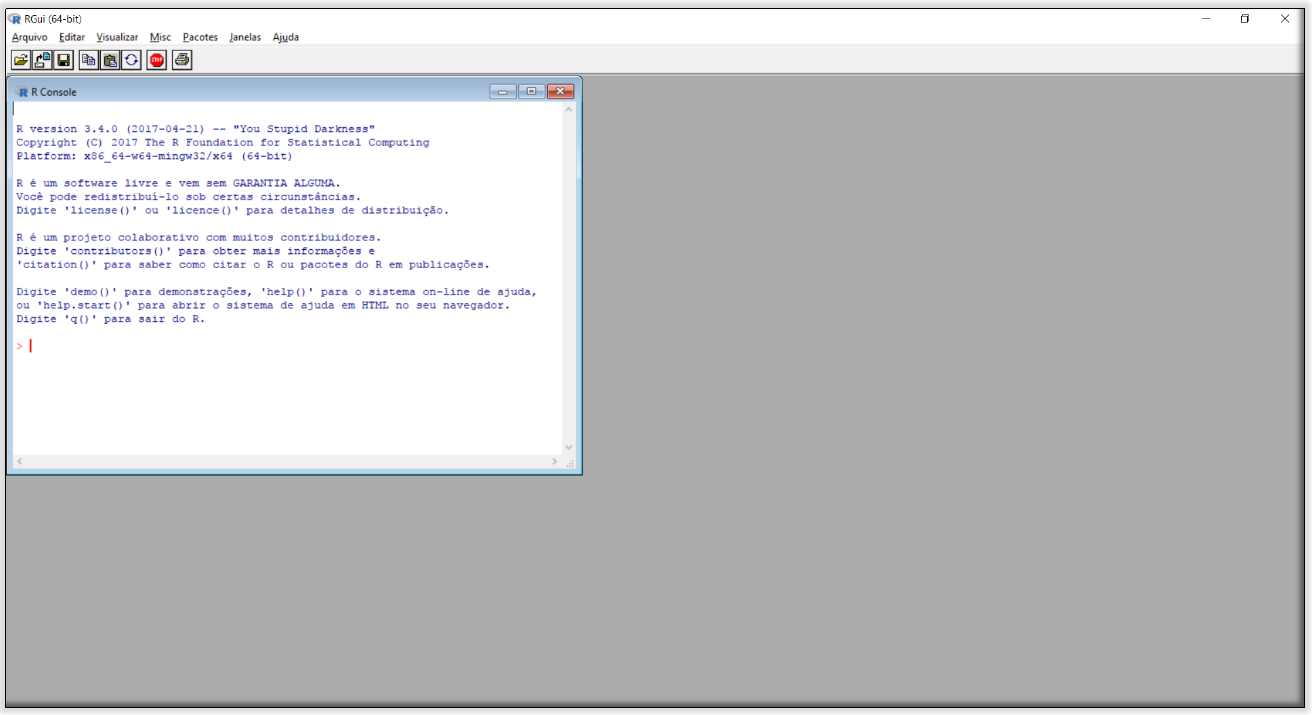 RGui (64-bit)
Arquivo Editar Visualizar Misc Pacotes Janelas Ajuda
STOP
R Console
R version 3.4.0 (2017-04-21) -- "You Stupid Darkness"
Copyright (C) 2017 The R Foundation for Statistical Computing
Platform: x86_64-w64-mingw32/x64 (64-bit)
R é um software livre e vem sem GARANTIA ALGUMA.
Você pode redistribuí-lo sob certas circunstâncias.
Digite 'license()' ou 'licence()' para detalhes de distribuição.
R é um projeto colaborativo com muitos contribuidores.
Digite 'contributors()' para obter mais informações e
'citation()' para saber como citar o R ou pacotes do R em publicações.
Digite 'demo()' para demonstrações, 'help()' para o sistema on-line de ajuda,
ou 'help.start()' para abrir o sistema de ajuda em HTML no seu navegador.
Digite 'q()' para sair do R.
>